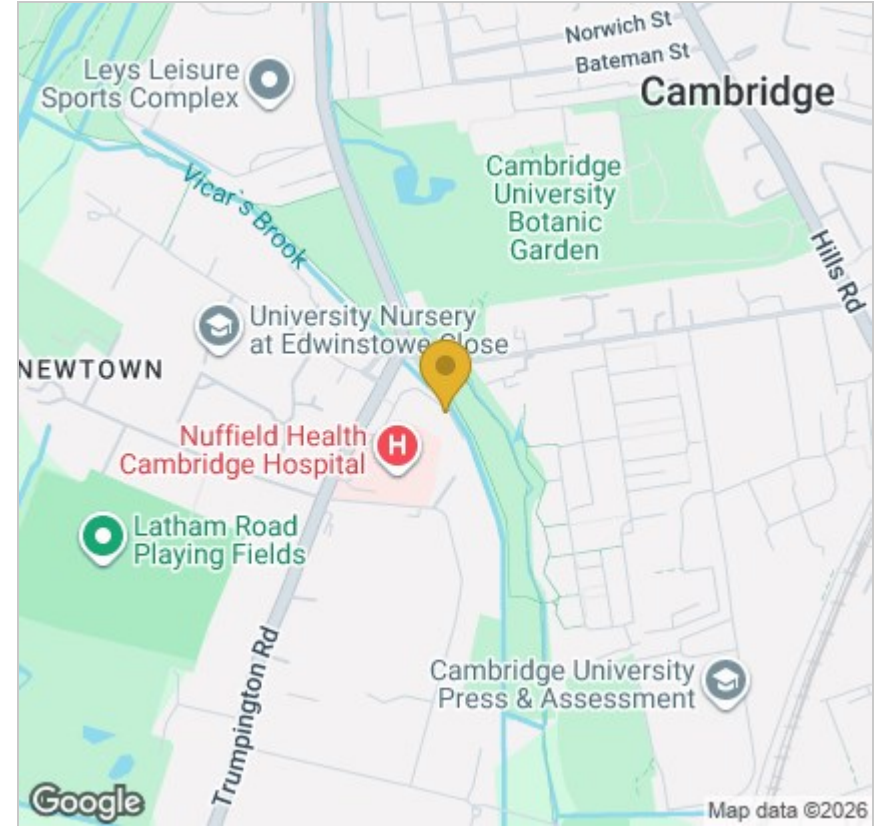 Norwich St
Bateman St
Leys Leisure
Sports Complex
Cambridge
Cambridge
University
Botanic
Garden
Vicar`s Brook
Hills Rd
University Nursery
at Edwinstowe Close
NEWTOWN
Nuffield Health
Cambridge Hospital
H
Latham Road
Playing Fields
Trumpington Rd
Cambridge University
Press & Assessment
Google
Map data ©2026